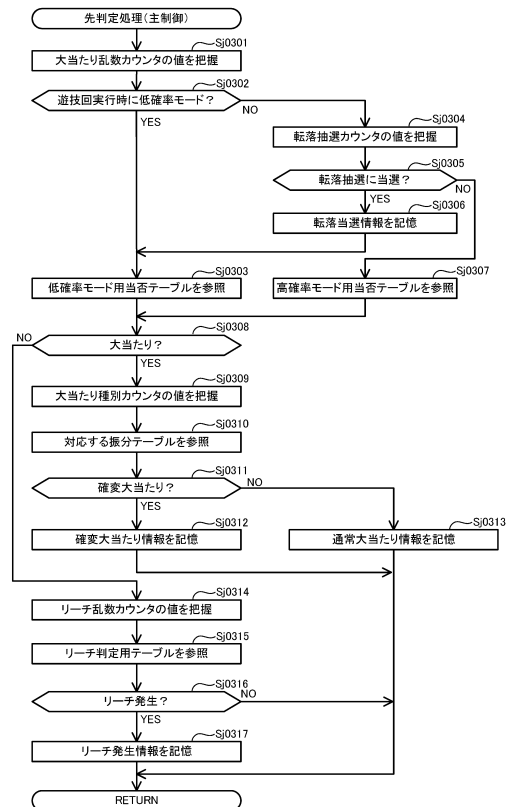 先判定処理(主制御)
Sj0301
大当たり乱数カウンタの値を把握
Sj0302
遊技回実行時に低確率モード?
NO
YES
Sj0304
転落抽選カウンタの値を把握
Sj0305
転落抽選に当選?
NO
YES
Sj0306
転落当選情報を記憶
Sj0303
低確率モード用当否テーブルを参照
Sj0307
高確率モード用当否テーブルを参照
Sj0308
NO
大当たり?
YES
Sj0309
大当たり種別カウンタの値を把握
Sj0310
対応する振分テーブルを参照
Sj0311
確変大当たり?
NO
YES
Sj0312
確変大当たり情報を記憶
Sj0313
通常大当たり情報を記憶
Sj0314
リーチ乱数カウンタの値を把握
Sj0315
リーチ判定用テーブルを参照
Sj0316
リーチ発生?
NO
YES
Sj0317
リーチ発生情報を記憶
RETURN